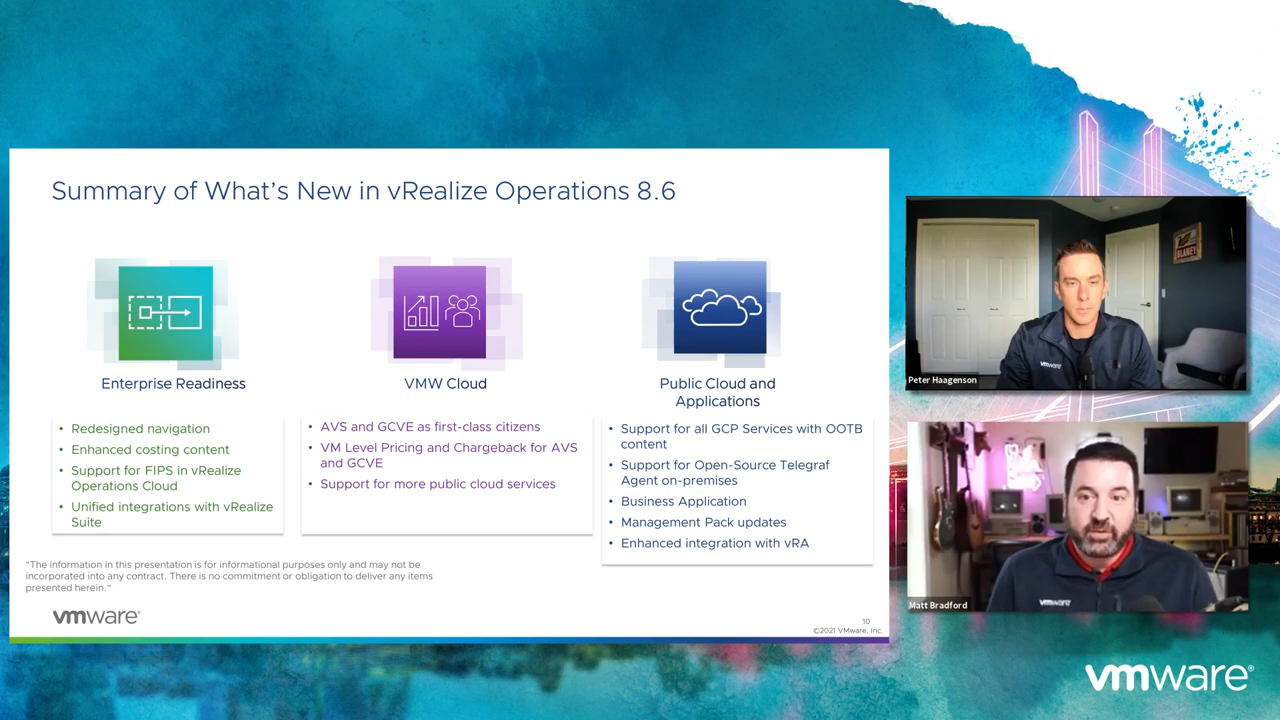 Summary of What's New in vRealize Operations 8.6
Enterprise Readiness
• Redesigned navigation
• Enhanced costing content
• Support for FIPS in vRealize
Operations Cloud
• Unified integrations with vRealize
Suite
VMW Cloud
• AVS and GCVE as first-class citizens
• VM Level Pricing and Chargeback for AVS
and GCVE
• Support for more public cloud services
Public Cloud and
Applications
• Support for all GCP Services with OOTB
content
• Support for Open-Source Telegraf
Agent on-premises
• Business Application
• Management Pack updates
• Enhanced integration with vRA
"The information in this presentation is for informational purposes only and may not be
incorporated into any contract. There is no commitment or obligation to deliver any items
presented herein."
vmware®
10
©2021 VMware, Inc.
BLANEY
vmware
Peter Haagenson
vmware
Matt Bradford
vmware®